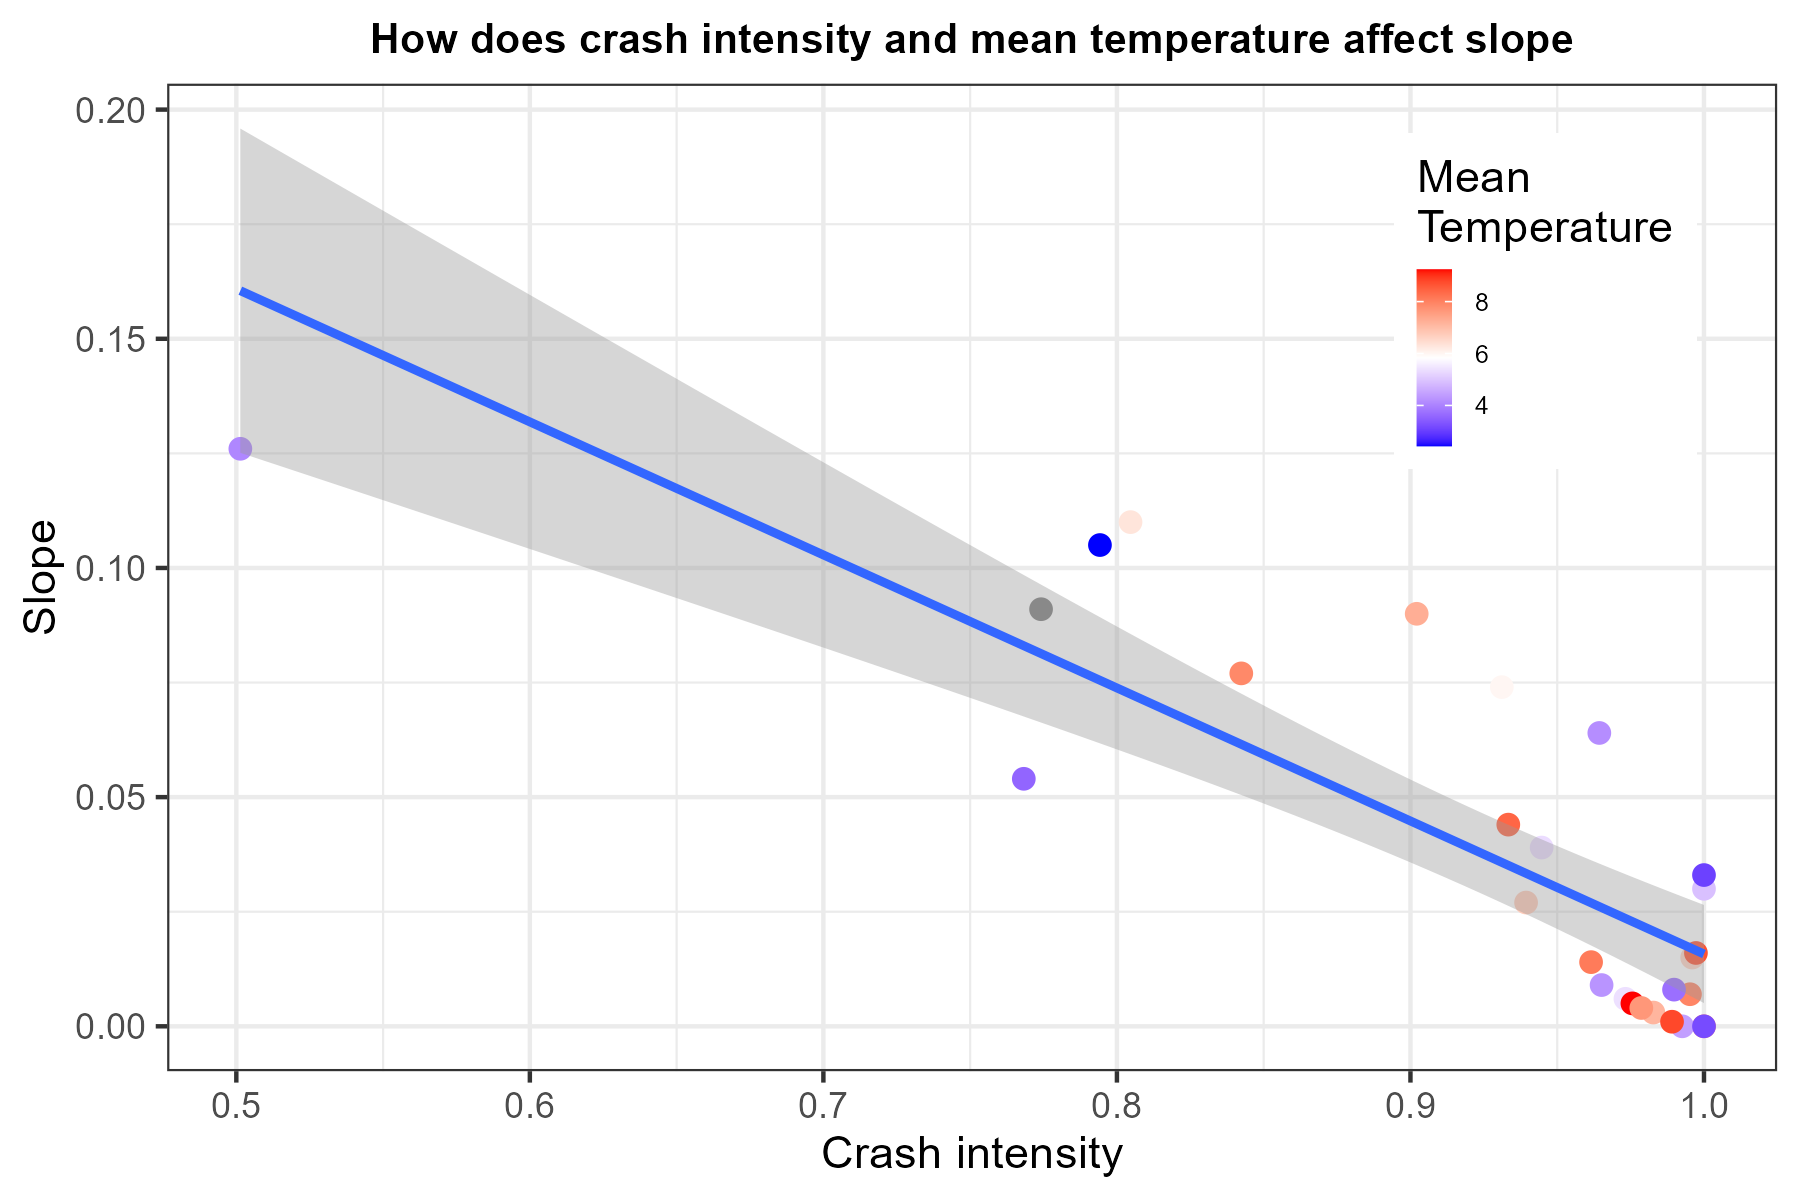 How does crash intensity and mean temperature affect slope
0.20
0.15
0.10
0.05
0.00
Slope
Mean
Temperature
8
6
4
0.5 0.6 0.7 0.8 0.9 1.0
Crash intensity